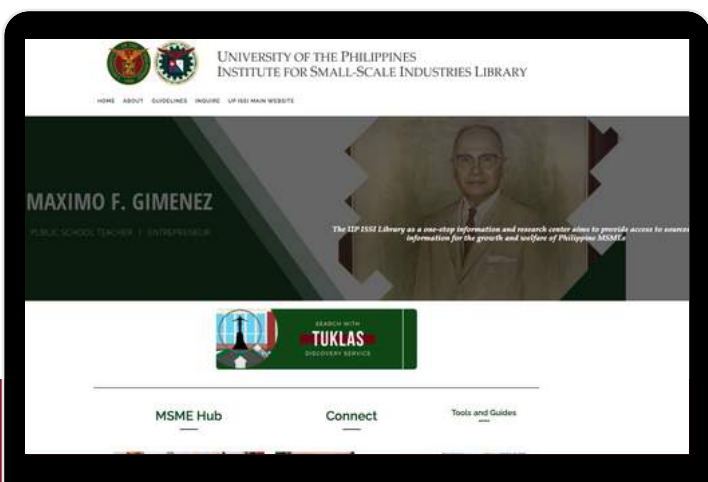 UNIVERSITY OF THE PHILIPPINES
INSTITUTE FOR SMALL-SCALE INDUSTRIES LIBRARY
HOME ABOUT GUIDELINES INQUIRE UP ISSI MAIN WEBSITE
MAXIMO F. GIMENEZ
PUBLIC SCHOOL TEACHER | ENTREPRENEUR
The UP ISSI Library as a one-stop information and research center aims to provide access to sources
information for the growth and welfare of Philippine MSMEs
SEARCH WITH
TUKLAS
DISCOVERY SERVICE
MSME Hub
Connect
Tools and Guides